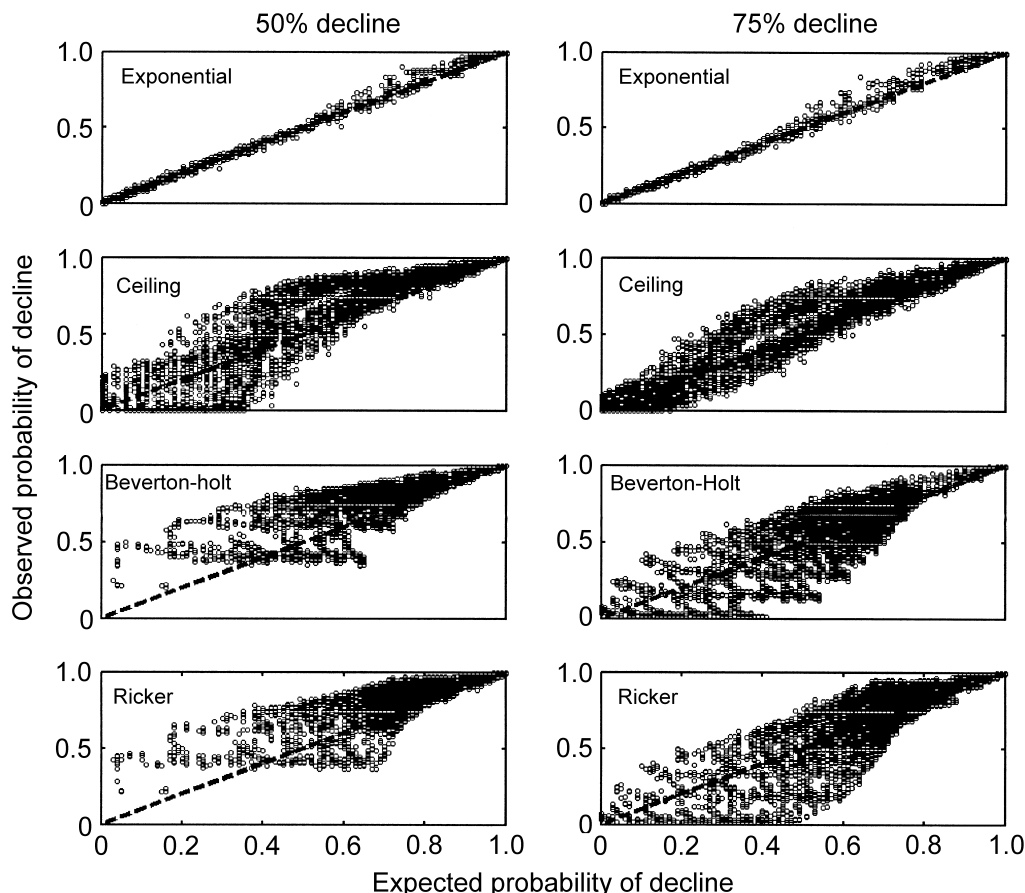 50% decline
75% decline
1.0
Exponential
0.5
0
1.0
Exponential
0.5
0
1.0
Ceiling
0.5
0
1.0
Ceiling
0.5
0
1.0
Beverton-holt
0.5
0
1.0
Beverton-Holt
0.5
0
1.0
Ricker
0.5
0
1.0
Ricker
0.5
0
0 0.2 0.4 0.6 0.8 1.0
0 0.2 0.4 0.6 0.8 1.0
Observed probability of decline
Expected probability of decline